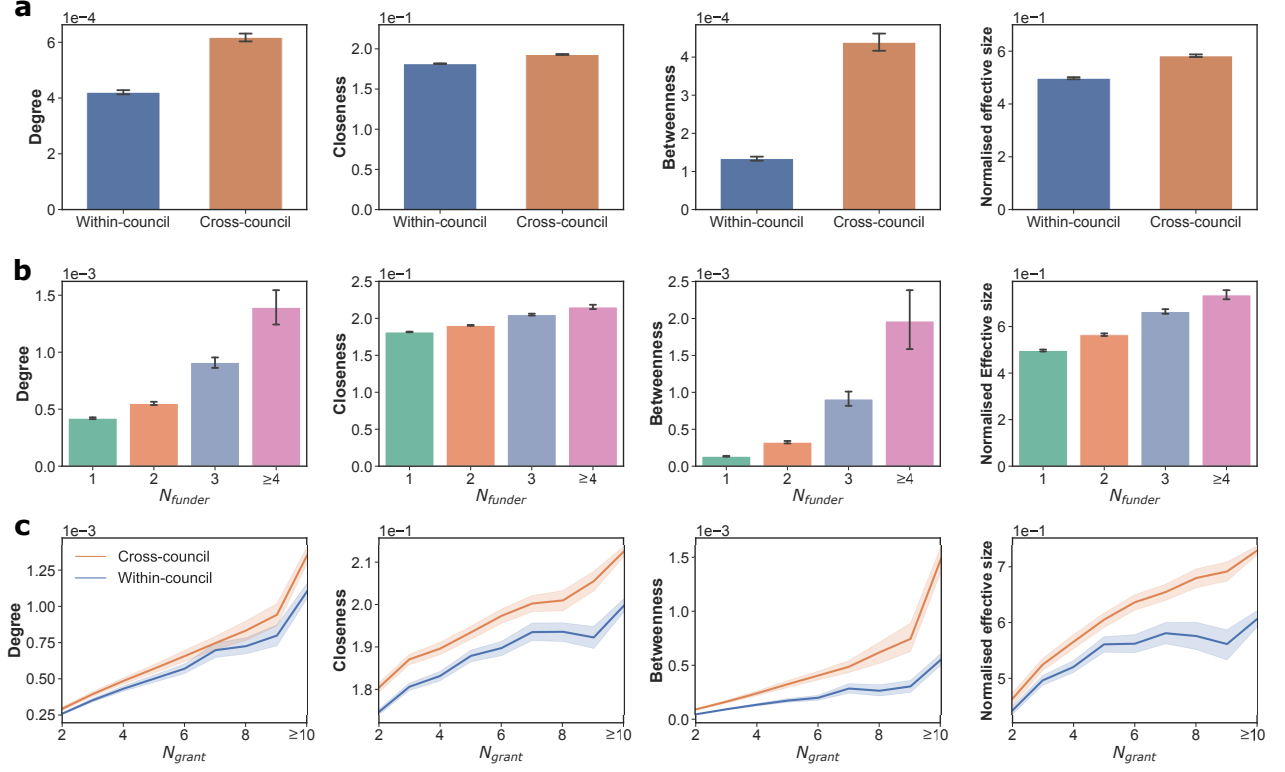 a
1e−4
Degree
6
4
2
0
Within-council Cross-council
1e−1
Closeness
2.0
1.5
1.0
0.5
0.0
Within-council Cross-council
1e−4
Betweenness
4
3
2
1
0
Within-council Cross-council
1e−1
Normalised effective size
6
4
2
0
Within-council Cross-council
b
1e−3
Degree
1.5
1.0
0.5
0.0
1 2 3 ≥4
N_funder
1e−1
Closeness
2.5
2.0
1.5
1.0
0.5
0.0
1 2 3 ≥4
N_funder
1e−3
Betweenness
2.5
2.0
1.5
1.0
0.5
0.0
1 2 3 ≥4
N_funder
1e−1
Normalised Effective size
6
4
2
0
1 2 3 ≥4
N_funder
c
1e−3
Cross-council
Within-council
Degree
1.25
1.00
0.75
0.50
0.25
2 4 6 8 ≥10
N_grant
1e−1
Closeness
2.1
2.0
1.9
1.8
2 4 6 8 ≥10
N_grant
1e−3
Betweenness
1.5
1.0
0.5
0.0
2 4 6 8 ≥10
N_grant
1e−1
Normalised effective size
7
6
5
2 4 6 8 ≥10
N_grant